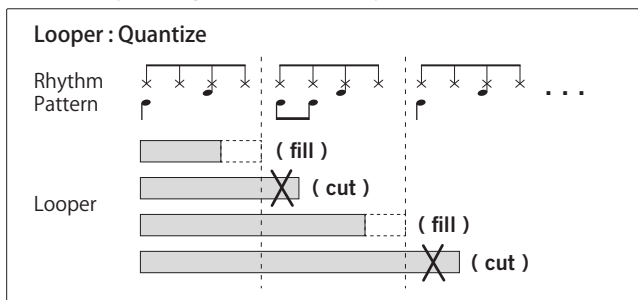 Looper : Quantize
Rhythm
Pattern
. . .
( fill )
( cut )
Looper
( fill )
( cut )